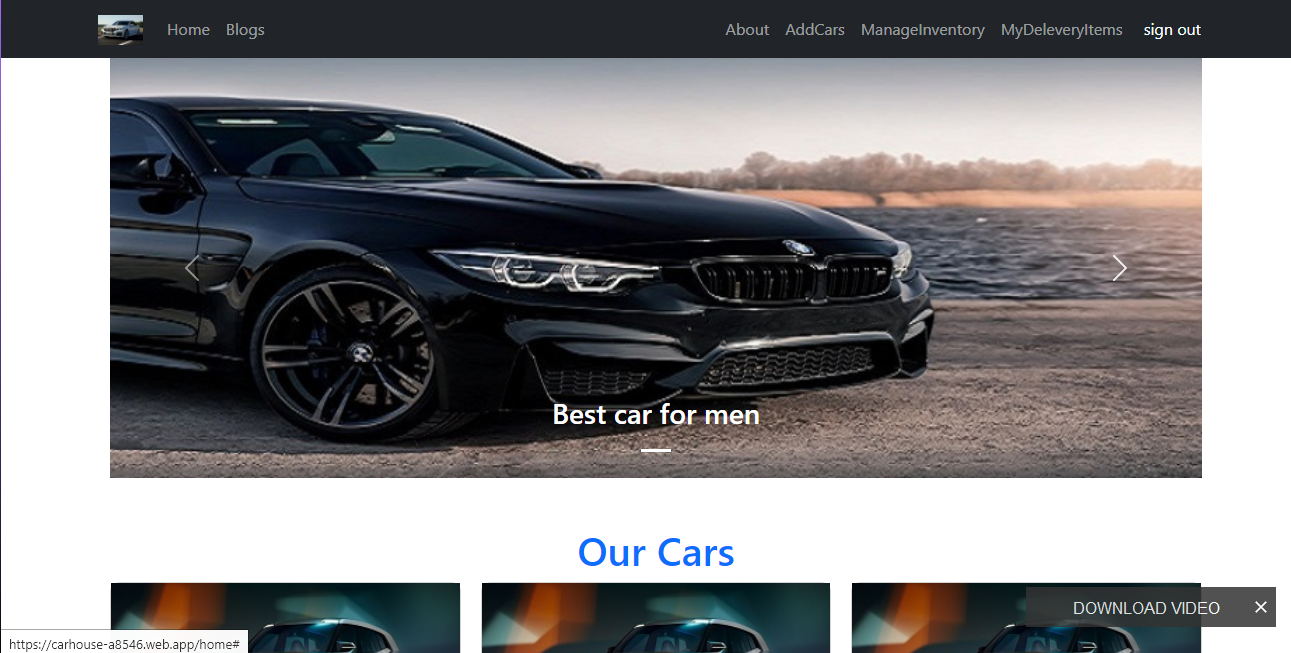 Home Blogs About AddCars ManageInventory MyDeleveryItems sign out
Best car for men
Our Cars
DOWNLOAD VIDEO ×
https://carhouse-a8546.web.app/home#